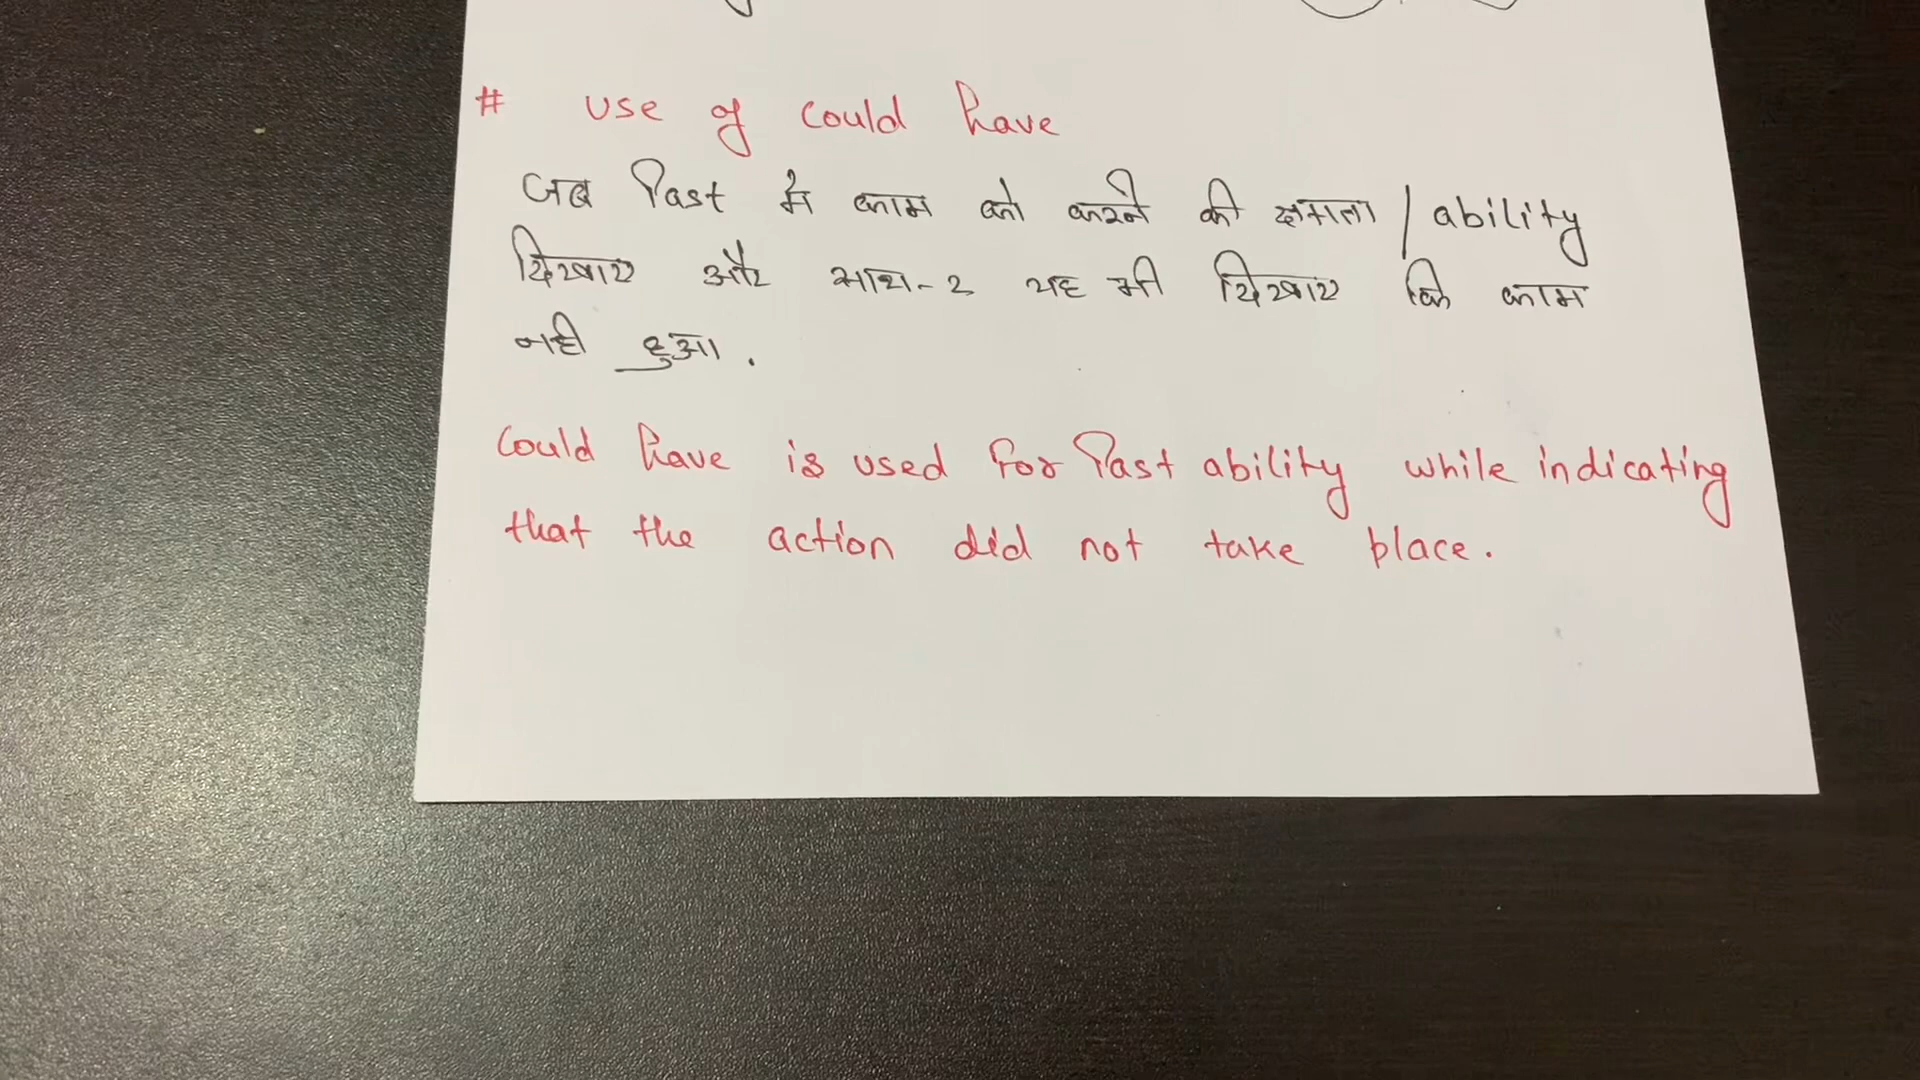 # use of could have
जब Past मे काम को करने की क्षमता / ability
दिखाए और साथ-2 यह भी दिखाए कि काम
नही हुआ.
Could have is used for Past ability while indicating
that the action did not take place.